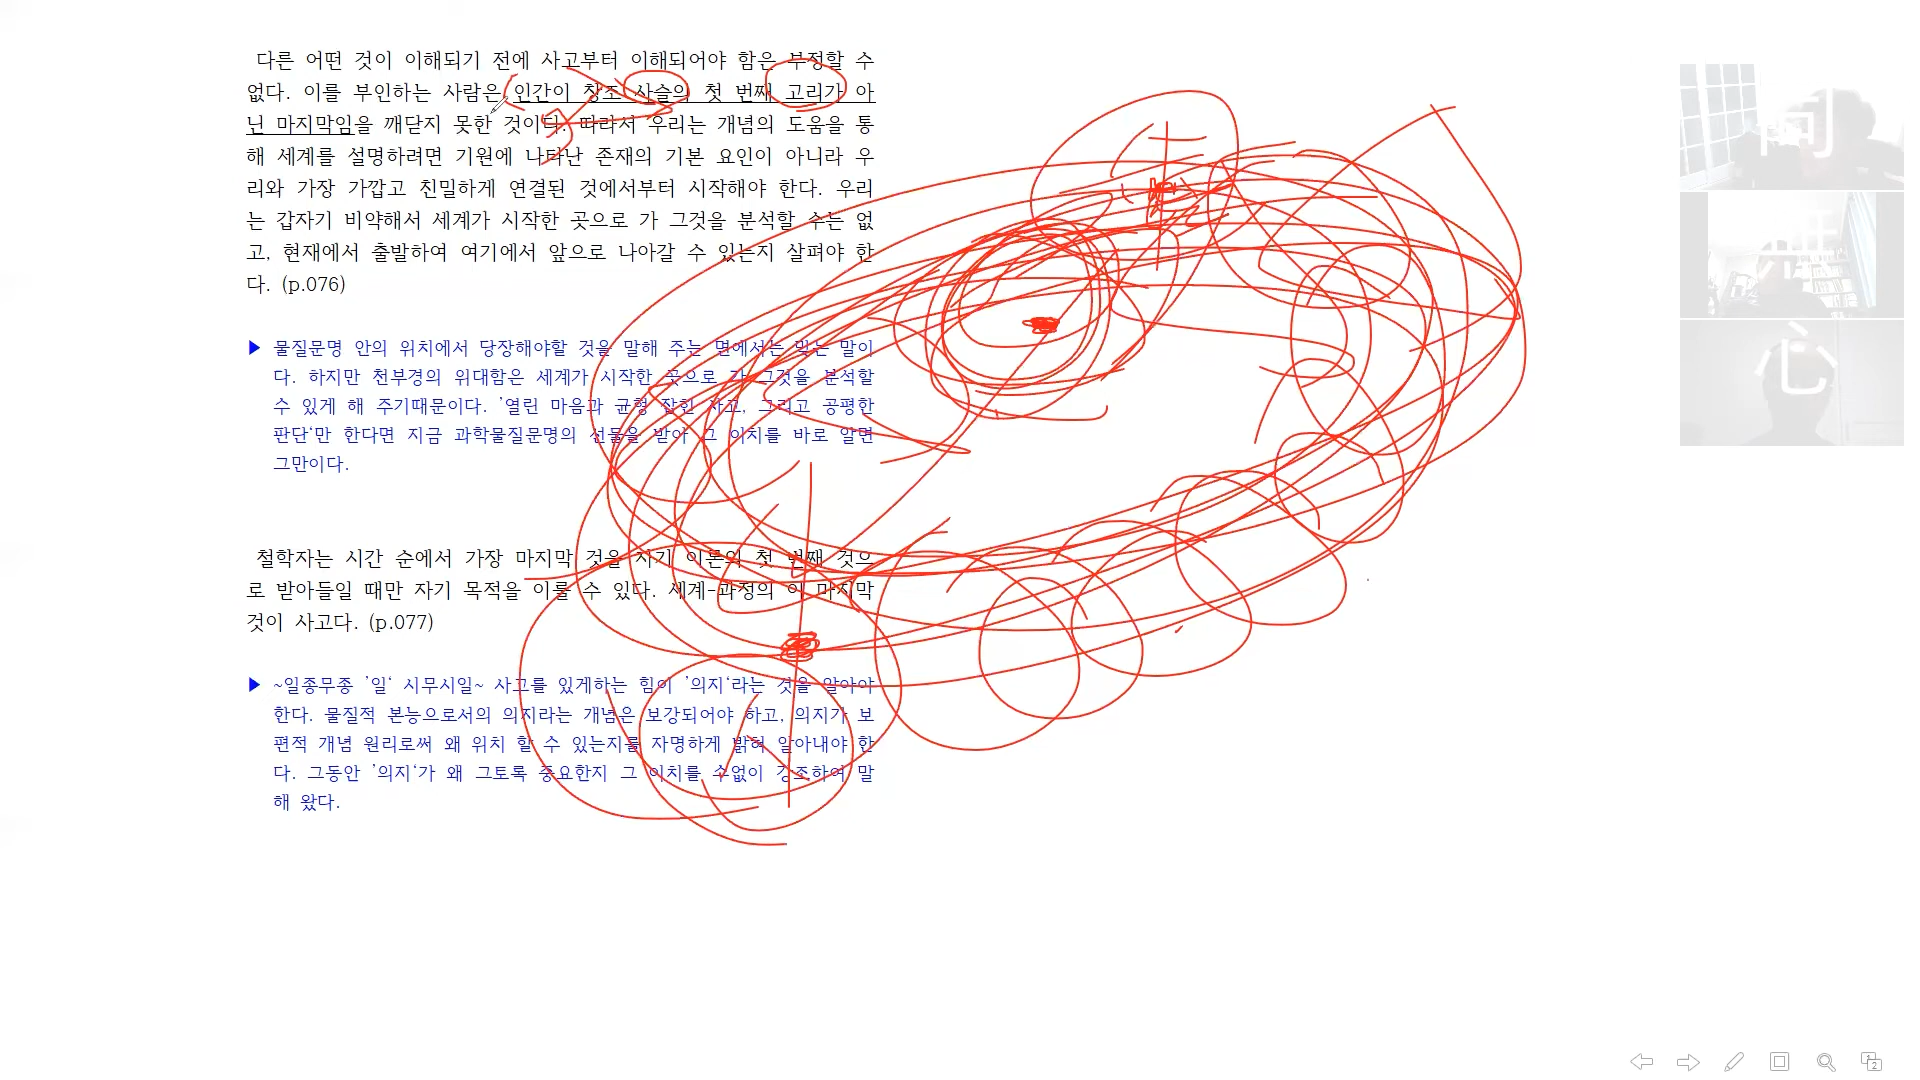 다른 어떤 것이 이해되기 전에 사고부터 이해되어야 함은 부정할 수
없다. 이를 부인하는 사람은 인간이 창조 사슬의 첫 번째 고리가 아
닌 마지막임을 깨닫지 못한 것이다. 따라서 우리는 개념의 도움을 통
해 세계를 설명하려면 기원에 나타난 존재의 기본 요인이 아니라 우
리와 가장 가깝고 친밀하게 연결된 것에서부터 시작해야 한다. 우리
는 갑자기 비약해서 세계가 시작한 곳으로 가 그것을 분석할 수는 없
고, 현재에서 출발하여 여기에서 앞으로 나아갈 수 있는지 살펴야 한
다. (p.076)
▶ 물질문명 안의 위치에서 당장해야할 것을 말해 주는 면에서는 맞는 말이
다. 하지만 천부경의 위대함은 세계가 시작한 곳으로 가 그것을 분석할
수 있게 해 주기때문이다. '열린 마음과 균형 잡힌 사고, 그리고 공평한
판단'만 한다면 지금 과학물질문명의 선물을 받아 그 이치를 바로 알면
그만이다.
철학자는 시간 순에서 가장 마지막 것을 자기 이론의 첫 번째 것으
로 받아들일 때만 자기 목적을 이룰 수 있다. 세계-과정의 이 마지막
것이 사고다. (p.077)
▶ ~일종무종 '일' 시무시일~ 사고를 있게하는 힘이 '의지'라는 것을 알아야
한다. 물질적 본능으로서의 의지라는 개념은 보강되어야 하고, 의지가 보
편적 개념 원리로써 왜 위치 할 수 있는지를 자명하게 밝혀 알아내야 한
다. 그동안 '의지'가 왜 그토록 중요한지 그 이치를 수없이 강조하여 말
해 왔다.
心